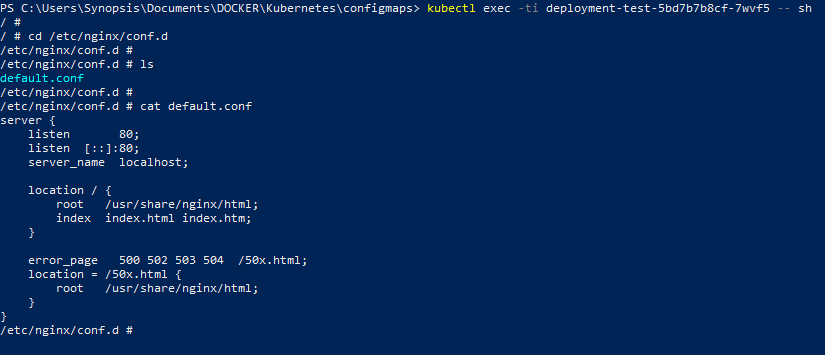 PS C:\Users\Synopsis\Documents\DOCKER\Kubernetes\configmaps> kubectl exec -ti deployment-test-5bd7b7b8cf-7wvf5 -- sh
/ #
/ # cd /etc/nginx/conf.d
/etc/nginx/conf.d #
/etc/nginx/conf.d # ls
default.conf
/etc/nginx/conf.d #
/etc/nginx/conf.d # cat default.conf
server {
    listen       80;
    listen  [::]:80;
    server_name  localhost;

    location / {
        root   /usr/share/nginx/html;
        index  index.html index.htm;
    }

    error_page   500 502 503 504  /50x.html;
    location = /50x.html {
        root   /usr/share/nginx/html;
    }
}
/etc/nginx/conf.d #